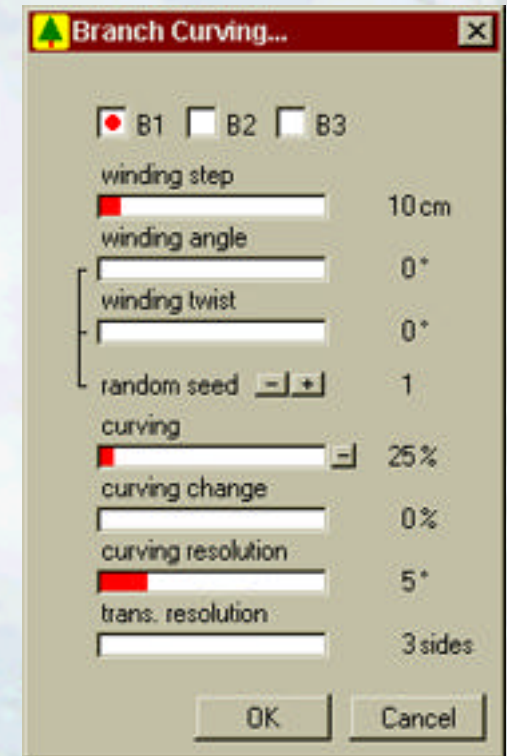 Branch Curving...
B1 B2 B3
winding step
10 cm
winding angle
0°
winding twist
0°
random seed - + 1
curving
- 25 %
curving change
0 %
curving resolution
5°
trans. resolution
3 sides
OK Cancel